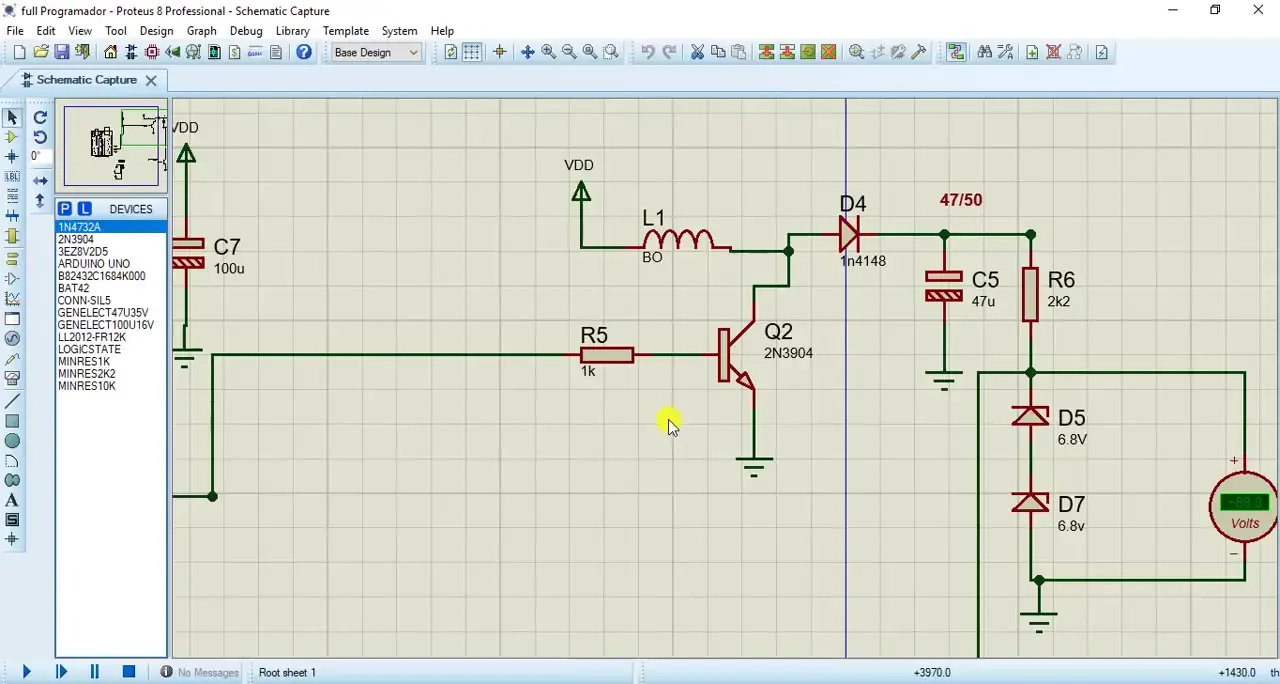 full Programador - Proteus 8 Professional - Schematic Capture
File Edit View Tool Design Graph Debug Library Template System Help
Base Design
Schematic Capture
0°
P L DEVICES
1N4732A
2N3904
3EZ8V2D5
ARDUINO UNO
B82432C1684K000
BAT42
CONN-SIL5
GENELECT47U35V
GENELECT100U16V
LL2012-FR12K
LOGICSTATE
MINRES1K
MINRES2K2
MINRES10K
VDD
C7
100u
VDD
L1
BO
D4
1n4148
47/50
C5
47u
R6
2k2
R5
1k
Q2
2N3904
D5
6.8V
D7
6.8v
+
Volts
−
No Messages
Root sheet 1
+3970.0
+1430.0
th